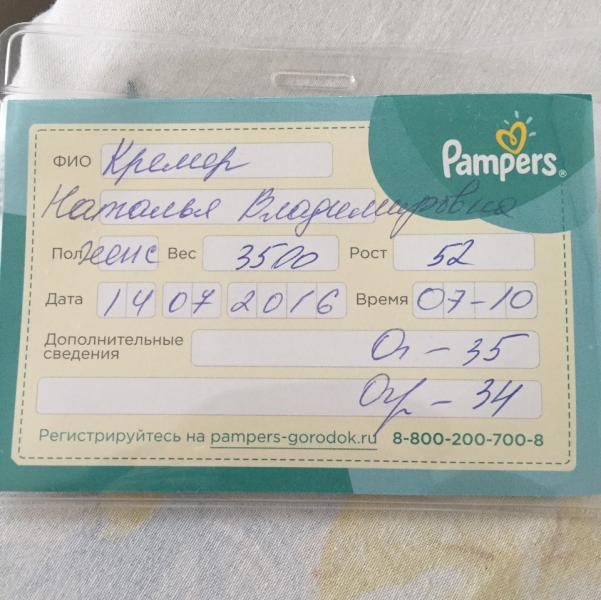 Pampers®
ФИО Кремер
Наталья Владимировна
Пол Женс Вес 3500 Рост 52
Дата 14 07 2016 Время 07-10
Дополнительные
сведения Ог - 35
Огр - 34
Регистрируйтесь на pampers-gorodok.ru 8-800-200-700-8